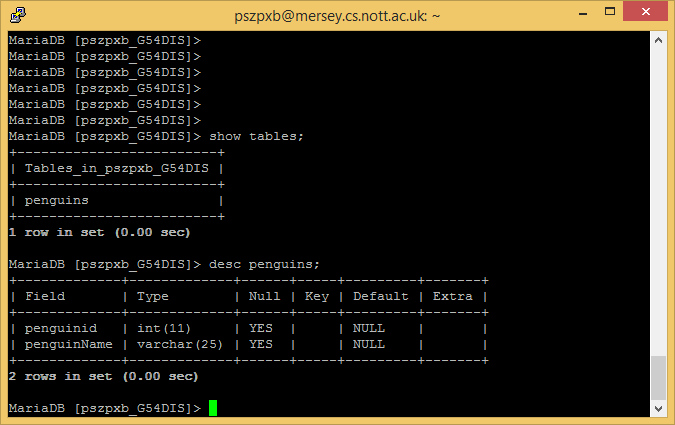 pszpxb@mersey.cs.nott.ac.uk: ~
MariaDB [pszpxb_G54DIS]>
MariaDB [pszpxb_G54DIS]>
MariaDB [pszpxb_G54DIS]>
MariaDB [pszpxb_G54DIS]>
MariaDB [pszpxb_G54DIS]>
MariaDB [pszpxb_G54DIS]>
MariaDB [pszpxb_G54DIS]> show tables;
+-------------------------+
| Tables_in_pszpxb_G54DIS |
+-------------------------+
| penguins                |
+-------------------------+
1 row in set (0.00 sec)
MariaDB [pszpxb_G54DIS]> desc penguins;
+-------------+-------------+------+-----+---------+-------+
| Field       | Type        | Null | Key | Default | Extra |
+-------------+-------------+------+-----+---------+-------+
| penguinid   | int(11)     | YES  |     | NULL    |       |
| penguinName | varchar(25) | YES  |     | NULL    |       |
+-------------+-------------+------+-----+---------+-------+
2 rows in set (0.00 sec)
MariaDB [pszpxb_G54DIS]>